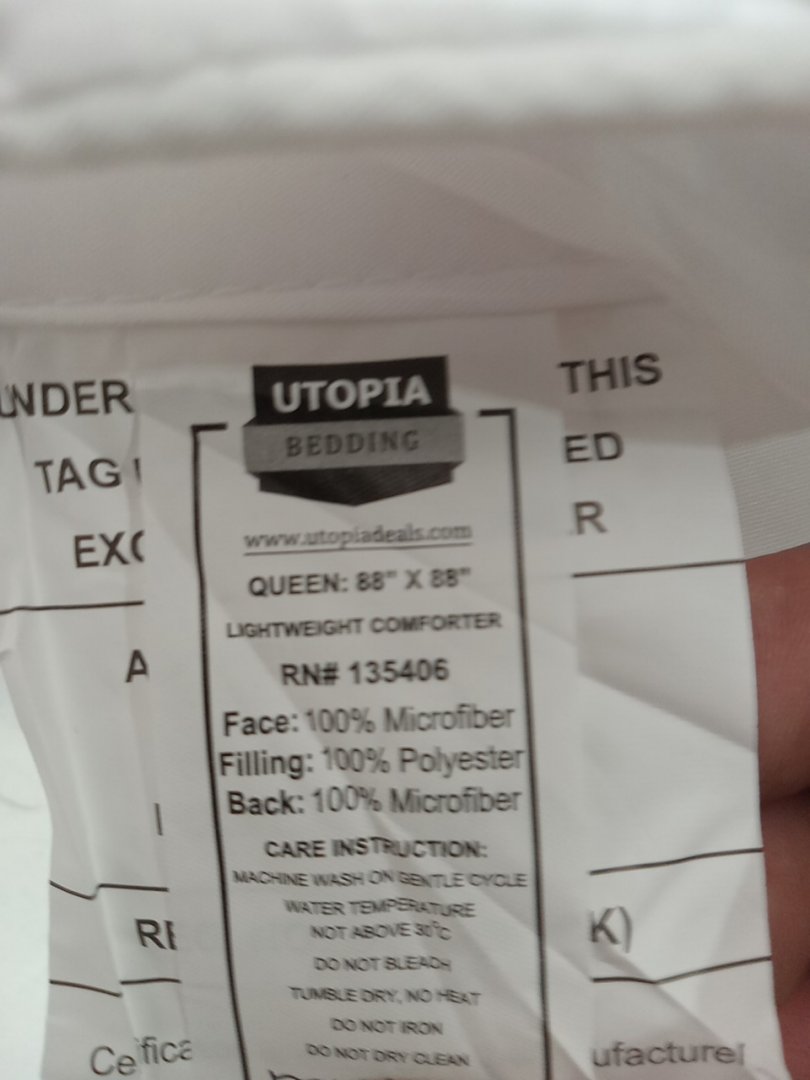 UTOPIA
BEDDING
www.utopiadeals.com
QUEEN: 88" X 88"
LIGHTWEIGHT COMFORTER
RN# 135406
Face: 100% Microfiber
Filling: 100% Polyester
Back: 100% Microfiber
CARE INSTRUCTION:
MACHINE WASH ON GENTLE CYCLE
WATER TEMPERATURE
NOT ABOVE 30°C
DO NOT BLEACH
TUMBLE DRY, NO HEAT
DO NOT IRON
DO NOT DRY CLEAN
UNDER
THIS
TAG
ED
EXC
R
A
K)
ufacturer